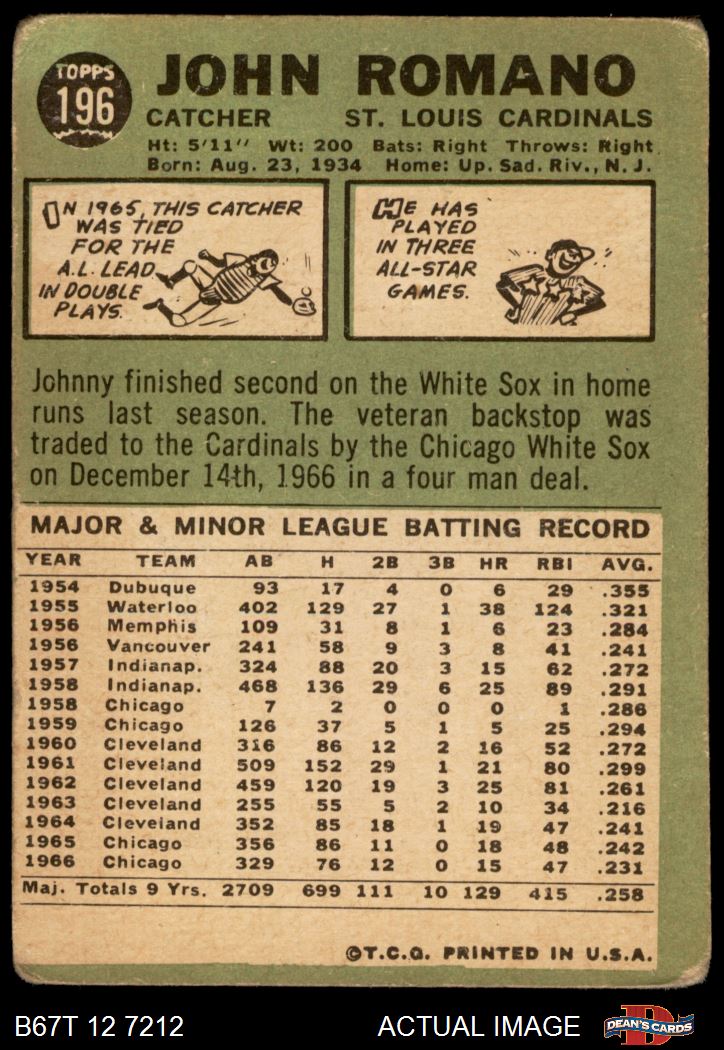 TOPPS
196
JOHN ROMANO
CATCHER ST. LOUIS CARDINALS
Ht: 5'11" Wt: 200 Bats: Right Throws: Right
Born: Aug. 23, 1934 Home: Up. Sad. Riv., N. J.
IN 1965, THIS CATCHER
WAS TIED
FOR THE
A.L. LEAD
IN DOUBLE
PLAYS.
HE HAS
PLAYED
IN THREE
ALL-STAR
GAMES.
Johnny finished second on the White Sox in home
runs last season. The veteran backstop was
traded to the Cardinals by the Chicago White Sox
on December 14th, 1966 in a four man deal.
MAJOR & MINOR LEAGUE BATTING RECORD
YEAR TEAM AB H 2B 3B HR RBI AVG.
1954 Dubuque 93 17 4 0 6 29 .355
1955 Waterloo 402 129 27 1 38 124 .321
1956 Memphis 109 31 8 1 6 23 .284
1956 Vancouver 241 58 9 3 8 41 .241
1957 Indianap. 324 88 20 3 15 62 .272
1958 Indianap. 468 136 29 6 25 89 .291
1958 Chicago 7 2 0 0 0 1 .286
1959 Chicago 126 37 5 1 5 25 .294
1960 Cleveland 316 86 12 2 16 52 .272
1961 Cleveland 509 152 29 1 21 80 .299
1962 Cleveland 459 120 19 3 25 81 .261
1963 Cleveland 255 55 5 2 10 34 .216
1964 Cleveland 352 85 18 1 19 47 .241
1965 Chicago 356 86 11 0 18 48 .242
1966 Chicago 329 76 12 0 15 47 .231
Maj. Totals 9 Yrs. 2709 699 111 10 129 415 .258
©T.C.G. PRINTED IN U.S.A.
B67T 12 7212 ACTUAL IMAGE
D
DEAN'S CARDS